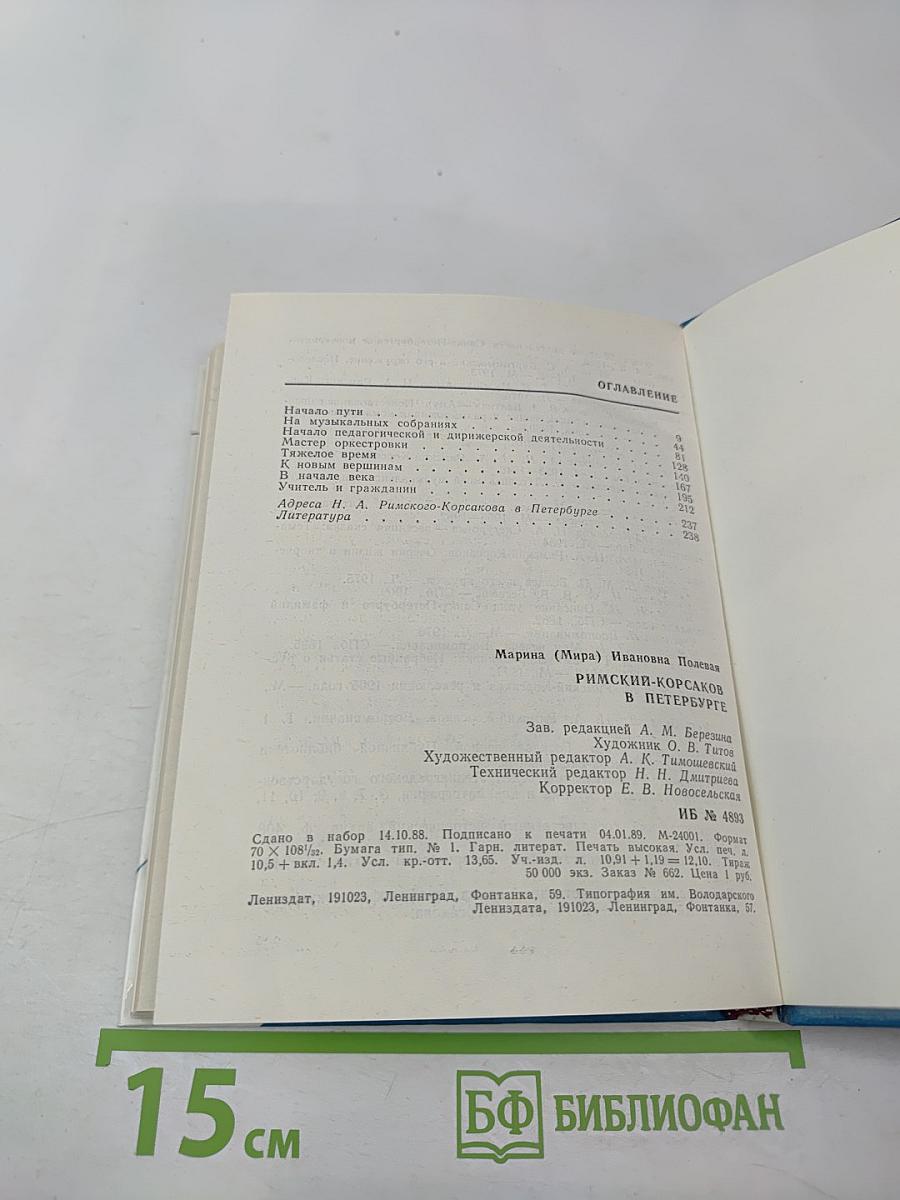 ОГЛАВЛЕНИЕ
Начало пути . . . . . . . . . . . . . . . 9
На музыкальных собраниях . . . . . . . . . . 44
Начало педагогической и дирижерской деятельности . . . 81
Мастер оркестровки . . . . . . . . . . . . 128
Тяжелое время . . . . . . . . . . . . . . 140
К новым вершинам . . . . . . . . . . . . 167
В начале века . . . . . . . . . . . . . . 195
Учитель и гражданин . . . . . . . . . . . 212
Адреса Н. А. Римского-Корсакова в Петербурге . . . . 237
Литература . . . . . . . . . . . . . . . 238
Марина (Мира) Ивановна Полевая
РИМСКИЙ-КОРСАКОВ
В ПЕТЕРБУРГЕ
Зав. редакцией А. М. Березина
Художник О. В. Титов
Художественный редактор А. К. Тимошевский
Технический редактор Н. Н. Дмитриева
Корректор Е. В. Новосельская
ИБ № 4893
Сдано в набор 14.10.88. Подписано к печати 04.01.89. М-24001. Формат
70 × 108¹/₃₂. Бумага тип. № 1. Гарн. литерат. Печать высокая. Усл. печ. л.
10,5 + вкл. 1,4. Усл. кр.-отт. 13,65. Уч.-изд. л. 10,91 + 1,19 = 12,10. Тираж
50 000 экз. Заказ № 662. Цена 1 руб.
Лениздат, 191023, Ленинград, Фонтанка, 59. Типография им. Володарского
Лениздата, 191023, Ленинград, Фонтанка, 57.
15 см
БФ БИБЛИОФАН